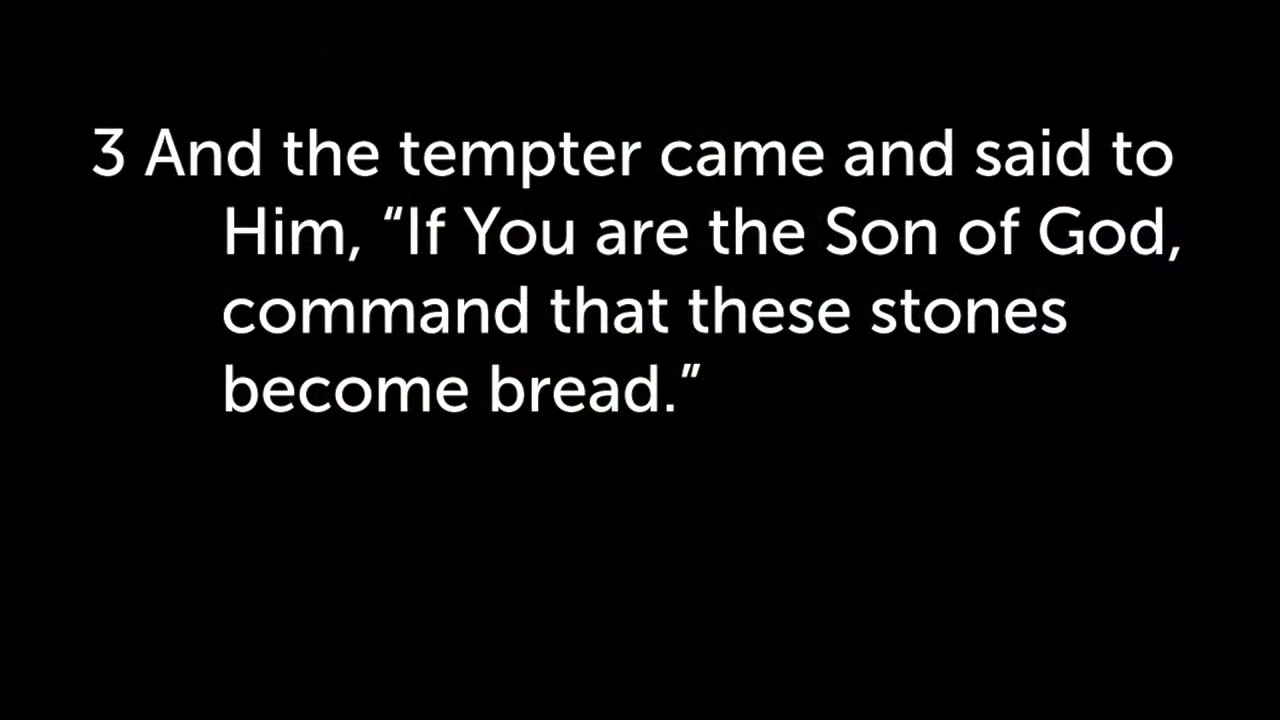 3 And the tempter came and said to
Him, “If You are the Son of God,
command that these stones
become bread.”